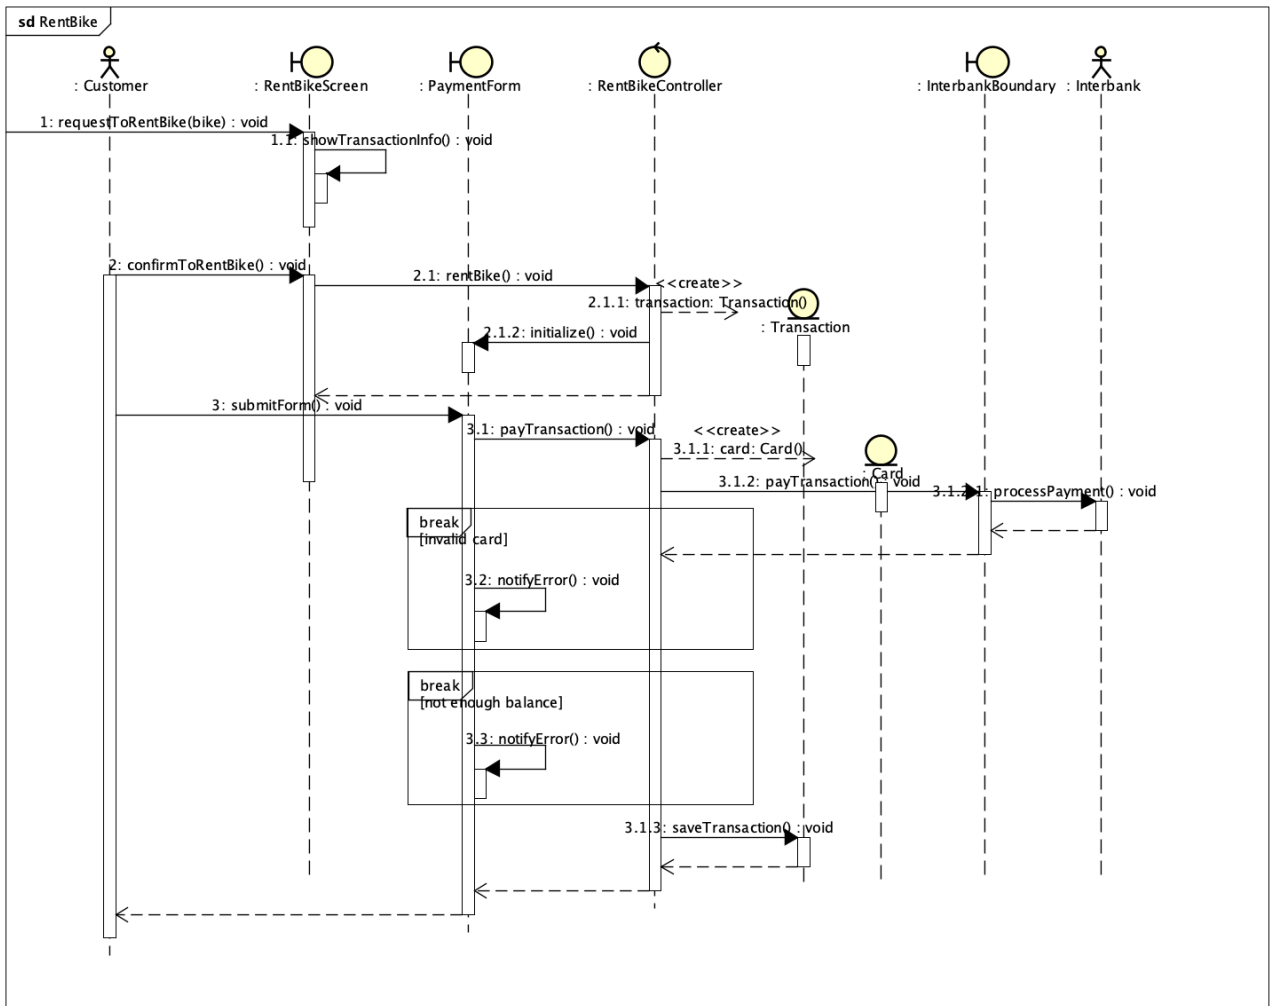 sd RentBike
: Customer
: RentBikeScreen
: PaymentForm
: RentBikeController
: InterbankBoundary
: Interbank
1: requestToRentBike(bike) : void
1.1: showTransactionInfo() : void
2: confirmToRentBike() : void
2.1: rentBike() : void
<<create>>
2.1.1: transaction: Transaction()
: Transaction
2.1.2: initialize() : void
3: submitForm() : void
3.1: payTransaction() : void
<<create>>
3.1.1: card: Card()
: Card
3.1.2: payTransaction() : void
3.1.2.1: processPayment() : void
break
[invalid card]
3.2: notifyError() : void
break
[not enough balance]
3.3: notifyError() : void
3.1.3: saveTransaction() : void